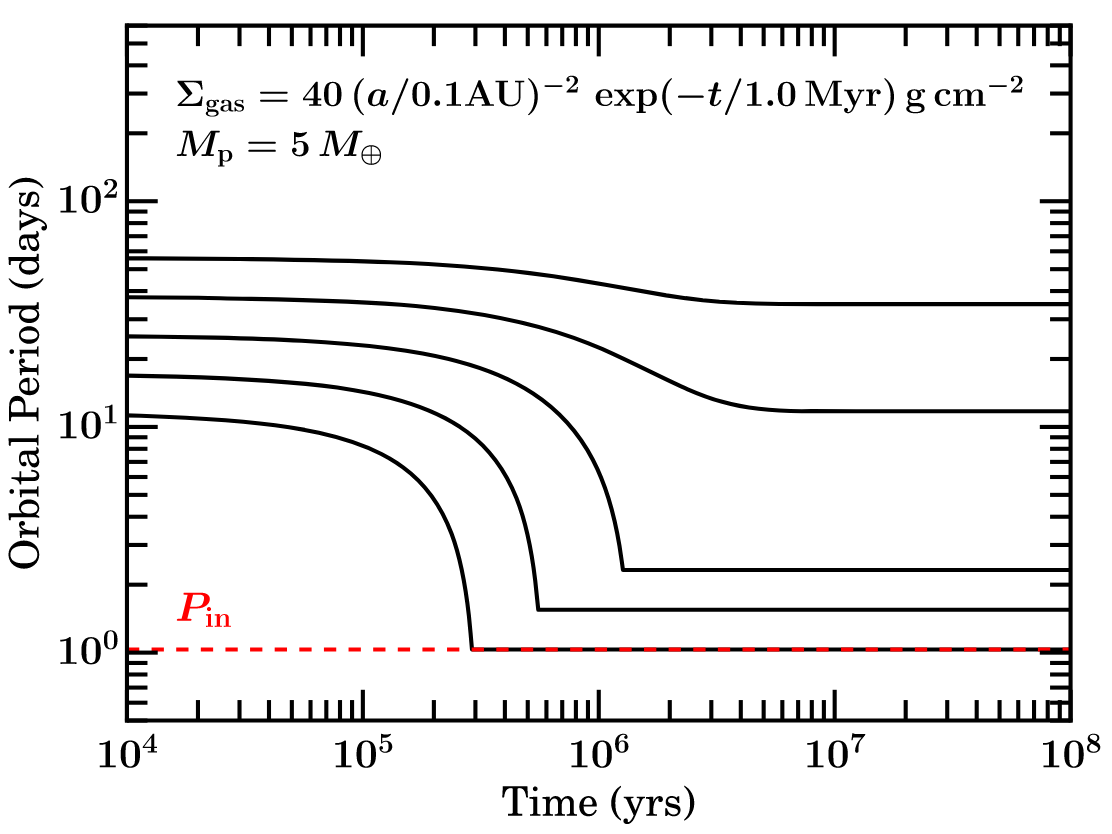 Σgas = 40 (a/0.1AU)⁻² exp(−t/1.0 Myr) g cm⁻²
Mp = 5 M⊕
Orbital Period (days)
10²
10¹
10⁰
Pin
10⁴ 10⁵ 10⁶ 10⁷ 10⁸
Time (yrs)